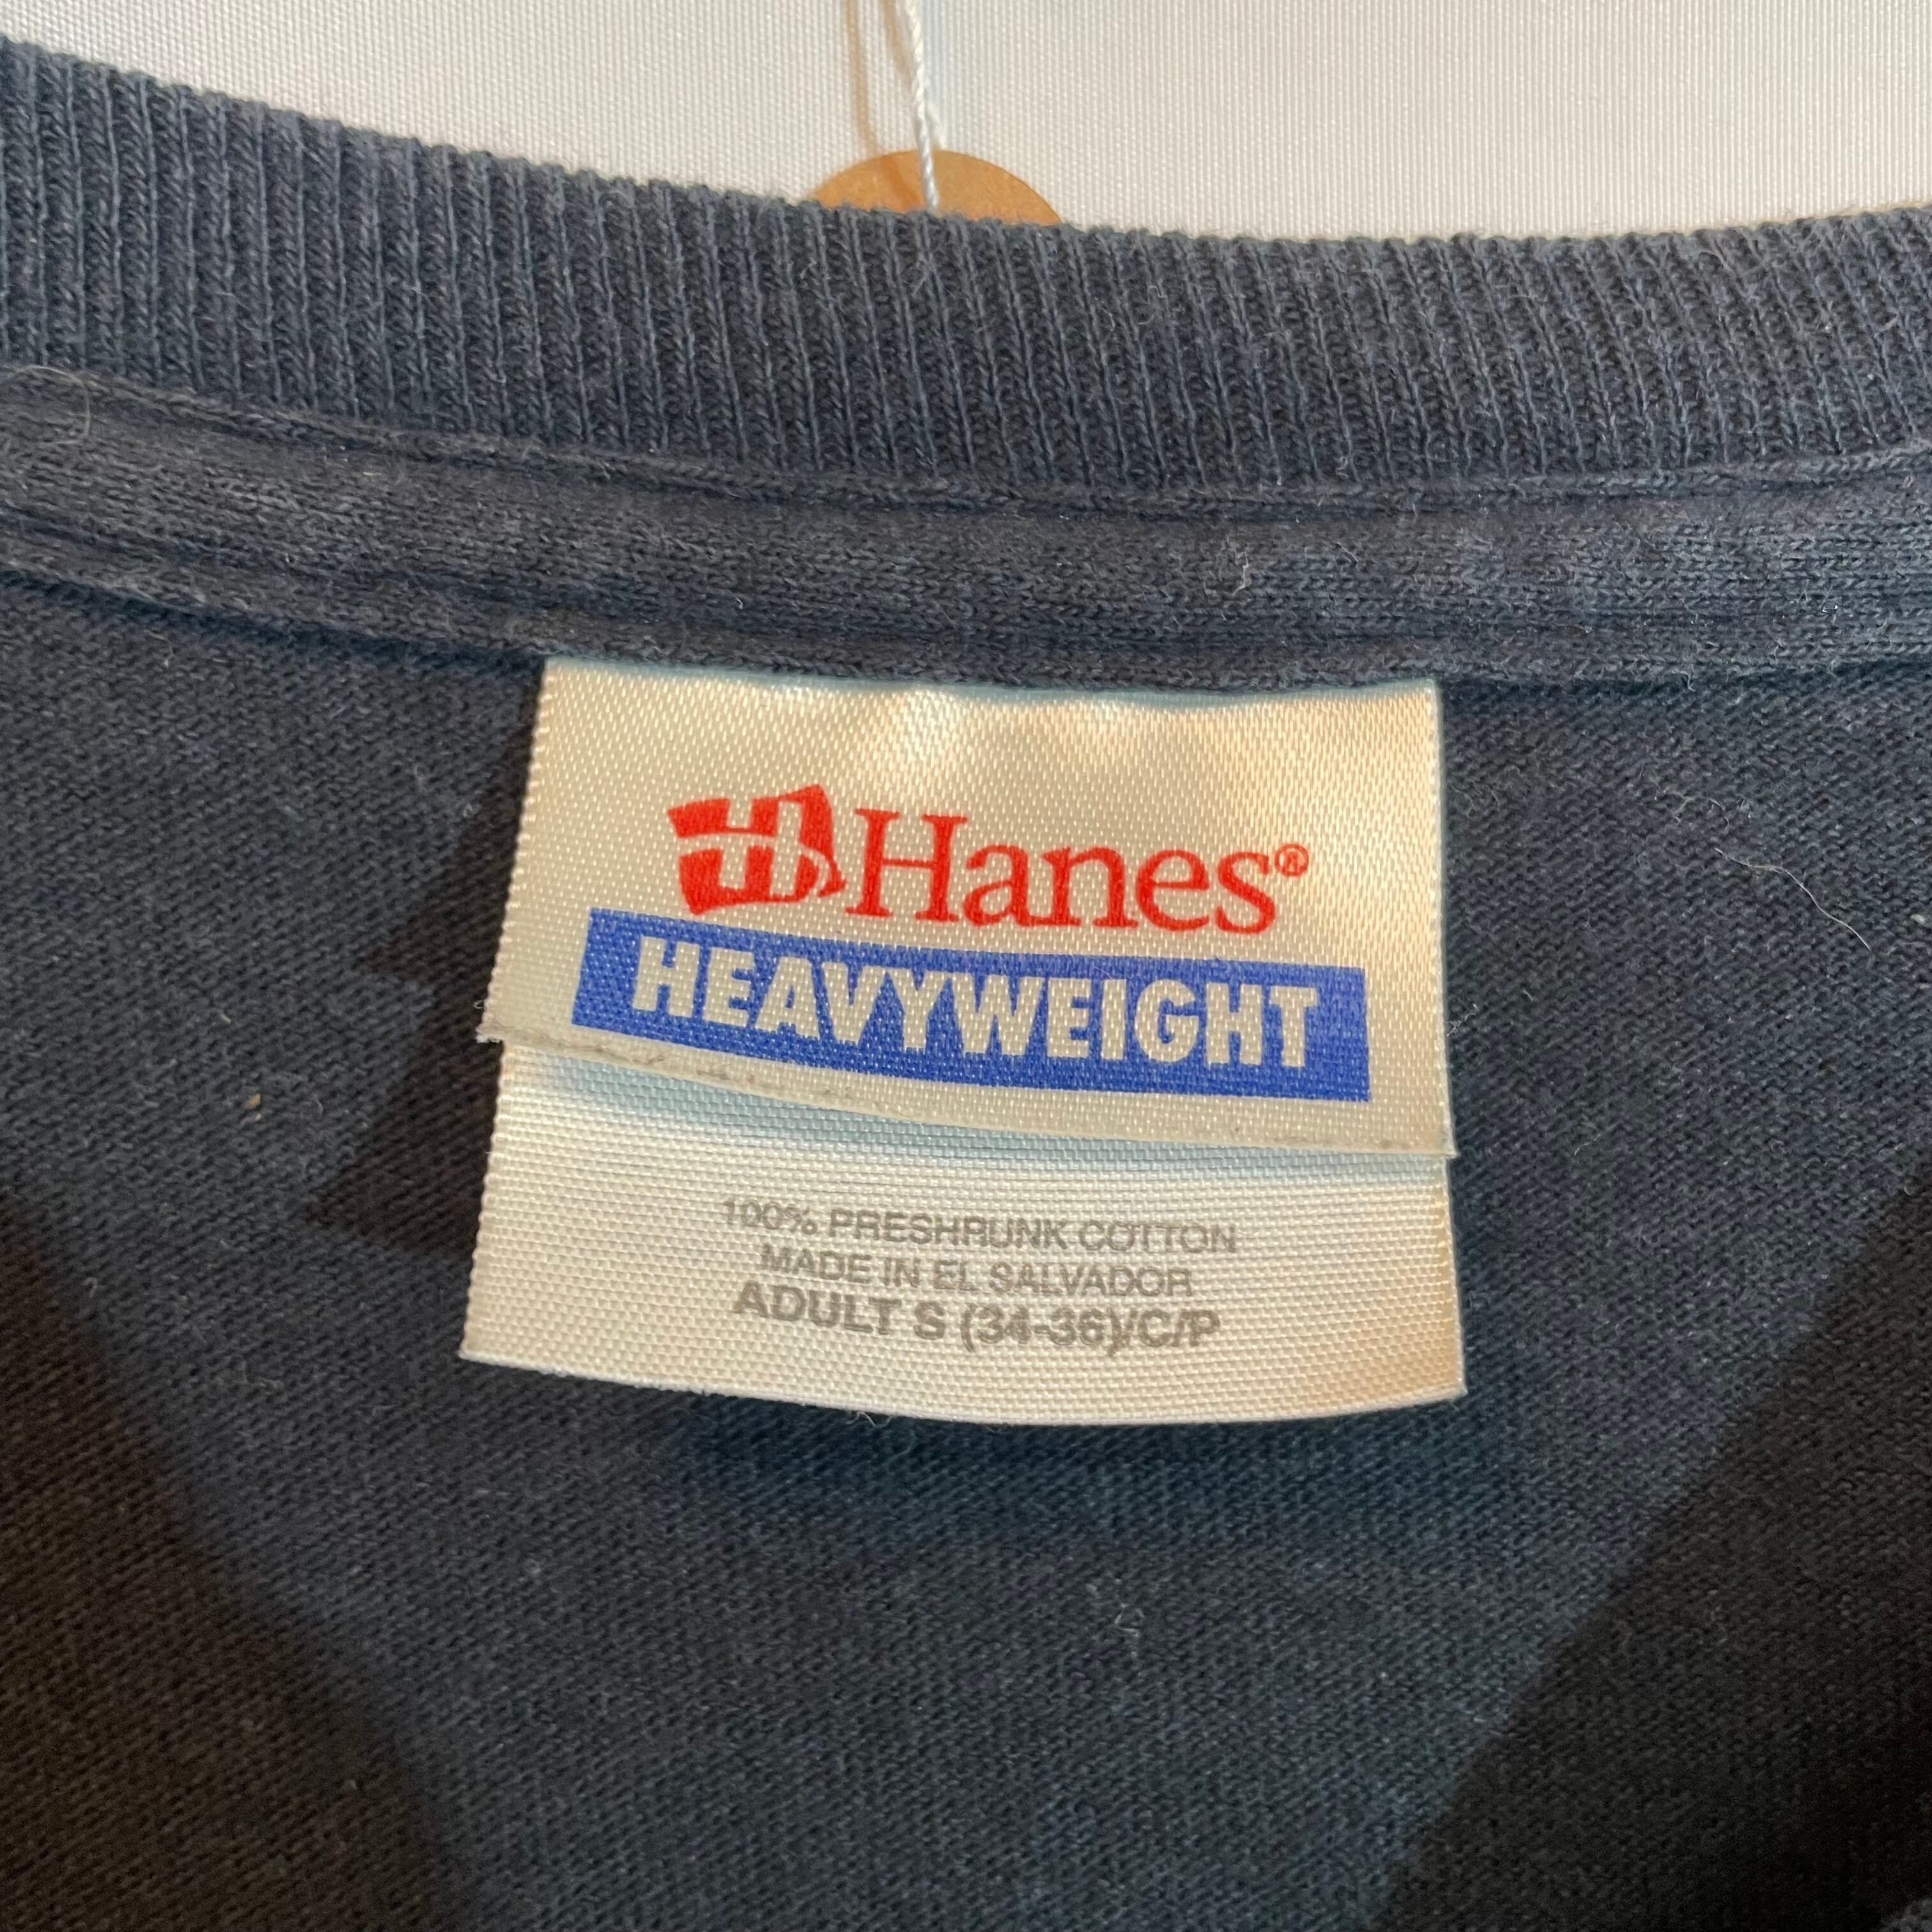 Hanes®
HEAVYWEIGHT
100% PRESHRUNK COTTON
MADE IN EL SALVADOR
ADULT S (34-36)/C/P